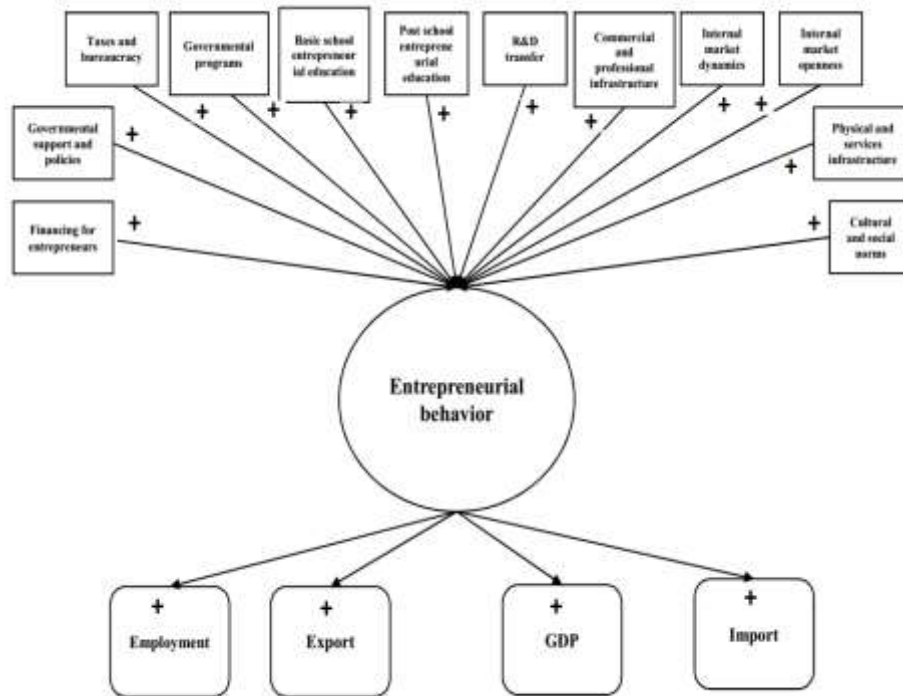 Taxes and
bureaucracy
Governmental
programs
Basic school
entrepreneur
ial education
Post school
entreprene
urial
education
R&D
transfer
Commercial
and
professional
infrastructure
Internal
market
dynamics
Internal
market
openness
Governmental
support and
policies
Physical and
services
infrastructure
Financing for
entrepreneurs
Cultural
and social
norms
+
+
+
+
+
+
+
+
+
+
+
+
Entrepreneurial
behavior
+
Employment
+
Export
+
GDP
+
Import